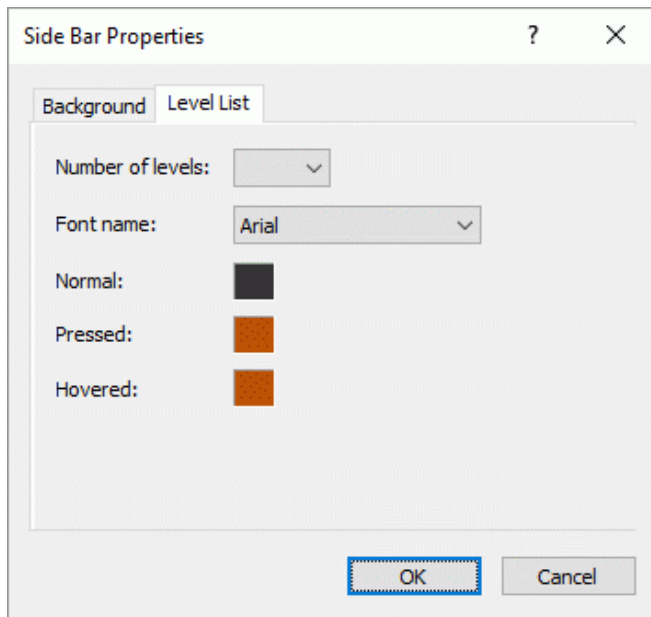 Side Bar Properties ?
Background Level List
Number of levels:
Font name: Arial
Normal:
Pressed:
Hovered:
OK Cancel